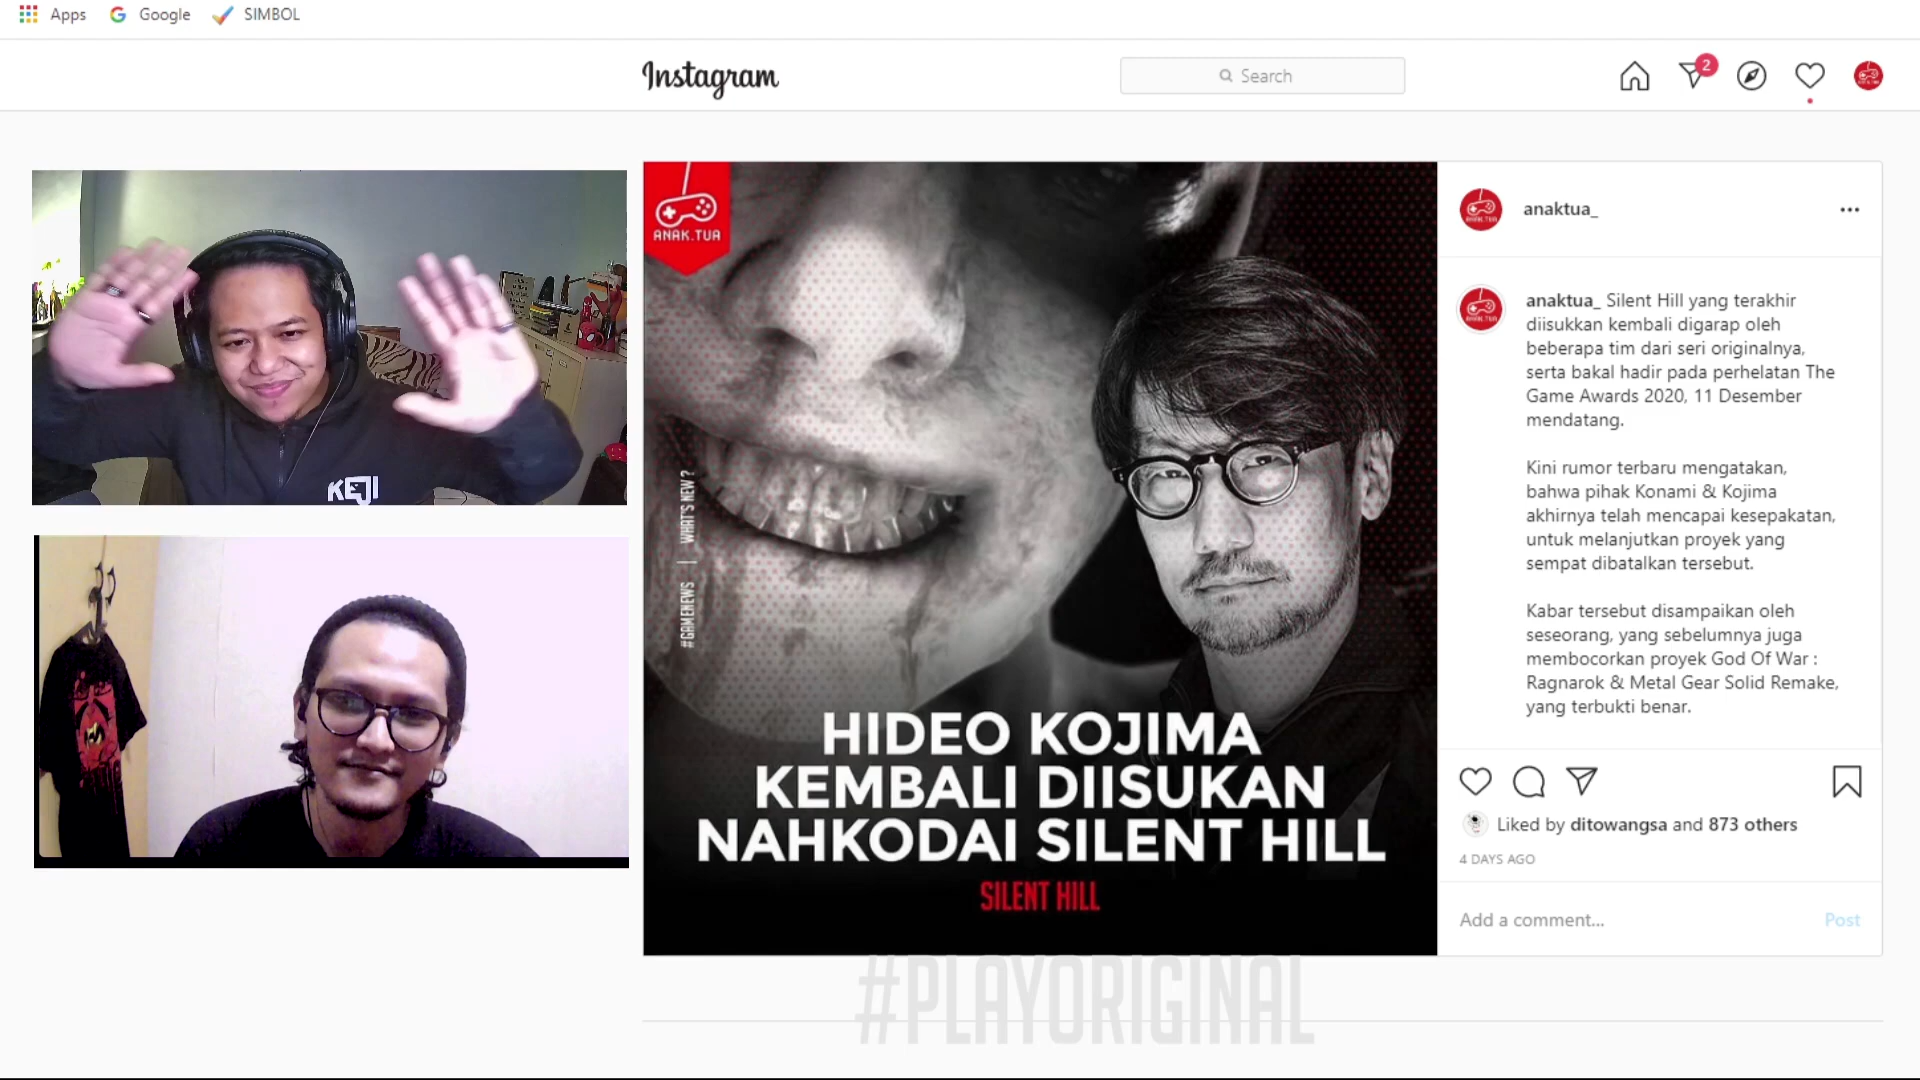 Apps Google SIMBOL
Instagram
Search
2
ANAK.TUA
KEJI
#GAMENEWS | WHAT'S NEW ?
HIDEO KOJIMA
KEMBALI DIISUKAN
NAHKODAI SILENT HILL
SILENT HILL
anaktua_
anaktua_ Silent Hill yang terakhir
diisukkan kembali digarap oleh
beberapa tim dari seri originalnya,
serta bakal hadir pada perhelatan The
Game Awards 2020, 11 Desember
mendatang.
Kini rumor terbaru mengatakan,
bahwa pihak Konami & Kojima
akhirnya telah mencapai kesepakatan,
untuk melanjutkan proyek yang
sempat dibatalkan tersebut.
Kabar tersebut disampaikan oleh
seseorang, yang sebelumnya juga
membocorkan proyek God Of War :
Ragnarok & Metal Gear Solid Remake,
yang terbukti benar.
Liked by ditowangsa and 873 others
4 DAYS AGO
Add a comment...
Post
#PLAYORIGINAL